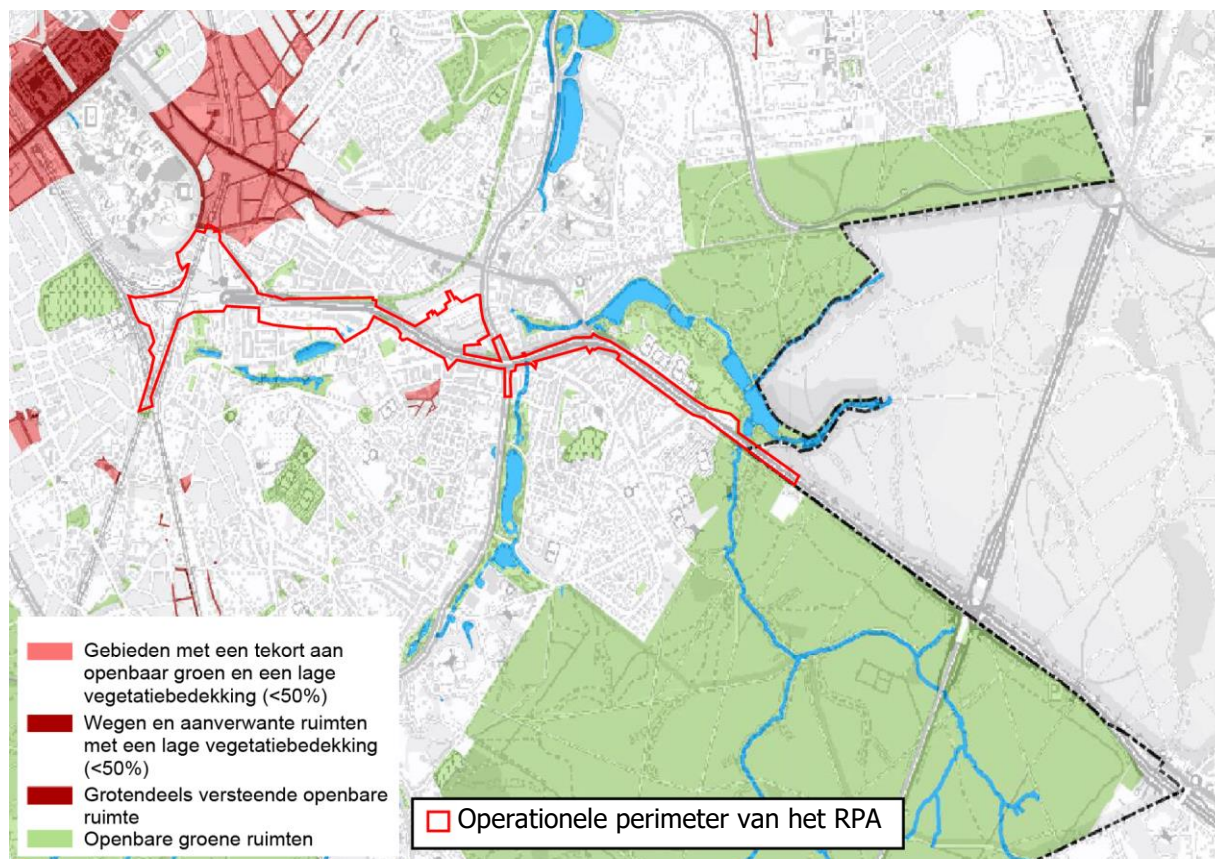 Gebieden met een tekort aan
openbaar groen en een lage
vegetatiebedekking (<50%)
Wegen en aanverwante ruimten
met een lage vegetatiebedekking
(<50%)
Grotendeels versteende openbare
ruimte
Openbare groene ruimten
Operationele perimeter van het RPA